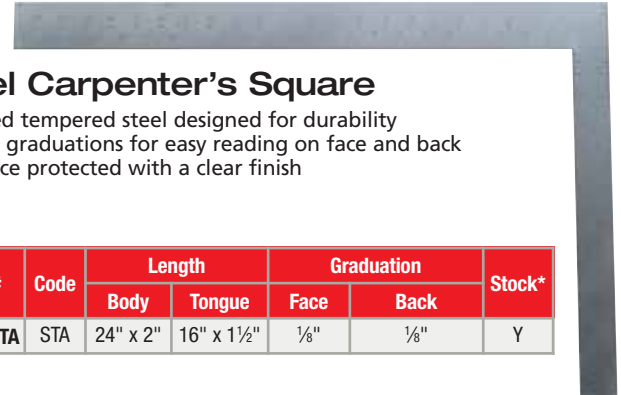 el Carpenter's Square
ed tempered steel designed for durability
graduations for easy reading on face and back
ce protected with a clear finish
Code Length Graduation Stock*
Body Tongue Face Back
TA STA 24" x 2" 16" x 1½" ⅛" ⅛" Y